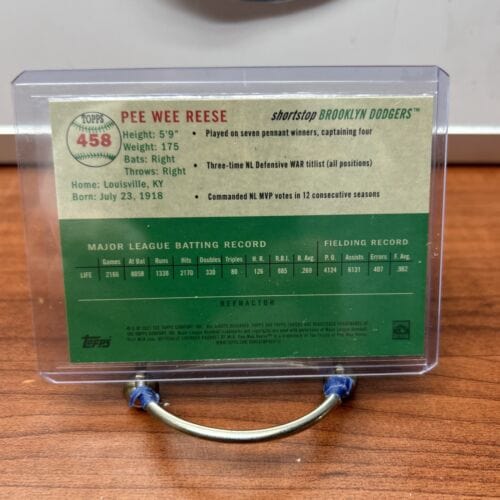 TOPPS
458
PEE WEE REESE
shortstop BROOKLYN DODGERS™
Height: 5'9"
Weight: 175
Bats: Right
Throws: Right
Home: Louisville, KY
Born: July 23, 1918
• Played on seven pennant winners, captaining four
• Three-time NL Defensive WAR titlist (all positions)
• Commanded NL MVP votes in 12 consecutive seasons
MAJOR LEAGUE BATTING RECORD FIELDING RECORD
Games At Bat Runs Hits Doubles Triples H. R. R.B.I. B. Avg. P. O. Assists Errors F. Avg.
LIFE 2166 8058 1338 2170 330 80 126 885 .269 4124 6131 407 .962
REFRACTOR
TOPPS